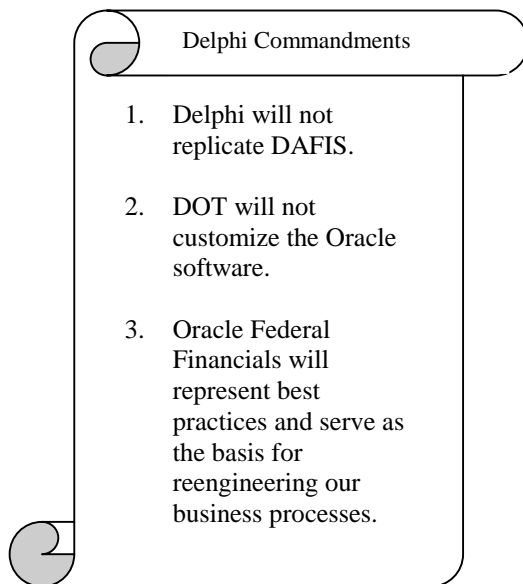 Delphi Commandments
1. Delphi will not
replicate DAFIS.
2. DOT will not
customize the Oracle
software.
3. Oracle Federal
Financials will
represent best
practices and serve as
the basis for
reengineering our
business processes.